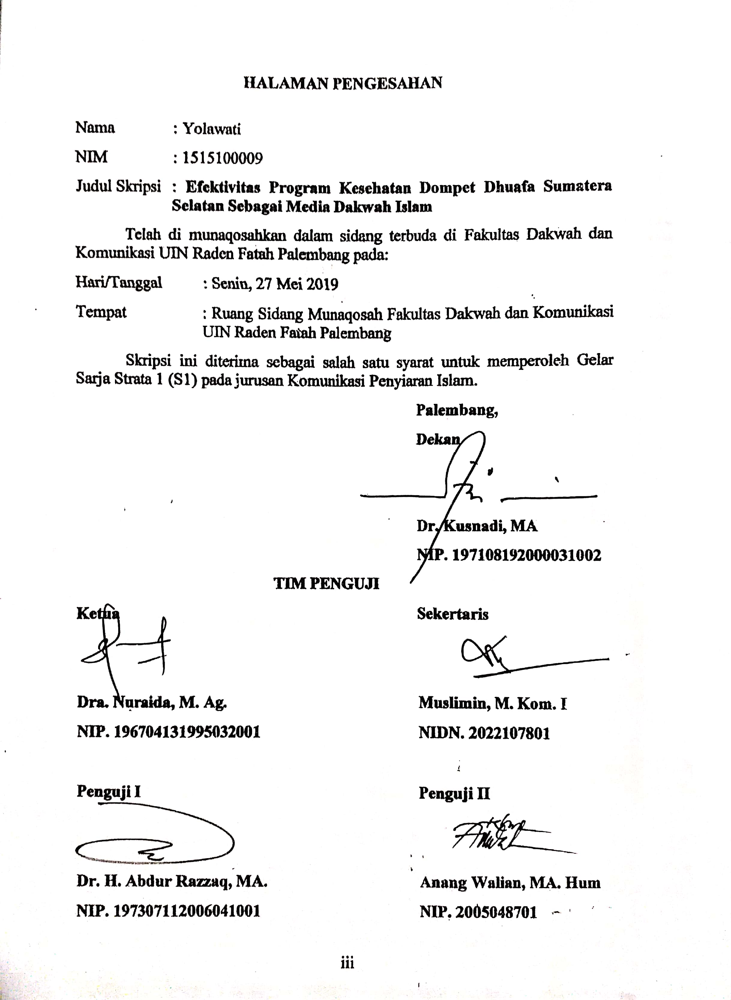 HALAMAN PENGESAHAN
Nama : Yolawati
NIM : 1515100009
Judul Skripsi : Efektivitas Program Kesehatan Dompet Dhuafa Sumatera
Selatan Sebagai Media Dakwah Islam
Telah di munaqosahkan dalam sidang terbuda di Fakultas Dakwah dan
Komunikasi UIN Raden Fatah Palembang pada:
Hari/Tanggal : Senin, 27 Mei 2019
Tempat : Ruang Sidang Munaqosah Fakultas Dakwah dan Komunikasi
UIN Raden Fatah Palembang
Skripsi ini diterima sebagai salah satu syarat untuk memperoleh Gelar
Sarja Strata 1 (S1) pada jurusan Komunikasi Penyiaran Islam.
Palembang,
Dekan
Dr. Kusnadi, MA
NIP. 197108192000031002
TIM PENGUJI
Ketua Sekertaris
Dra. Nuraida, M. Ag. Muslimin, M. Kom. I
NIP. 196704131995032001 NIDN. 2022107801
Penguji I Penguji II
Dr. H. Abdur Razzaq, MA. Anang Walian, MA. Hum
NIP. 197307112006041001 NIP. 2005048701
iii